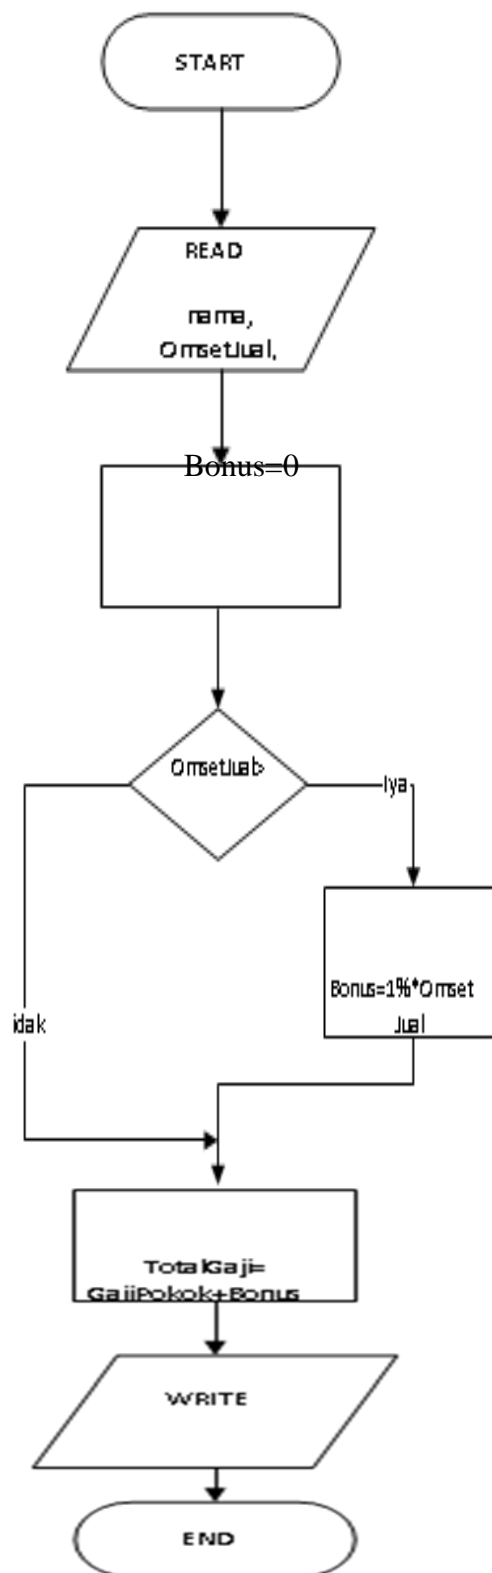 START
READ
nama,
OmsetJual,
Bonus=0
OmsetJual>
Iya
Bonus=1%*Omset
Jual
idak
TotalGaji=
GajiPokok+Bonus
WRITE
END